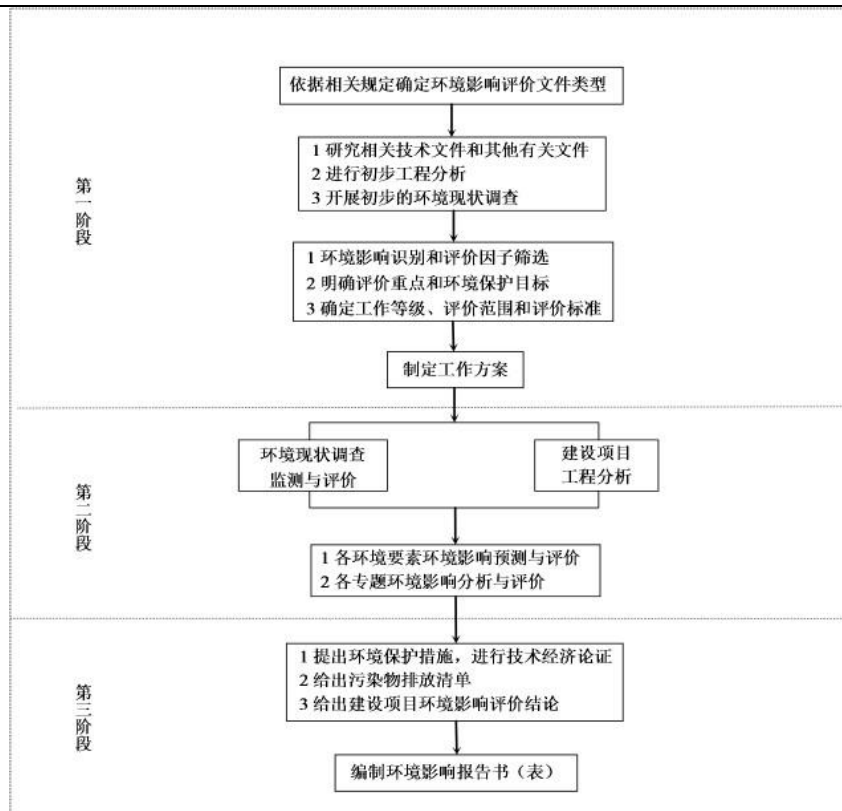 依据相关规定确定环境影响评价文件类型
1 研究相关技术文件和其他有关文件
2 进行初步工程分析
3 开展初步的环境现状调查
第一阶段
1 环境影响识别和评价因子筛选
2 明确评价重点和环境保护目标
3 确定工作等级、评价范围和评价标准
制定工作方案
环境现状调查
监测与评价
建设项目
工程分析
第二阶段
1 各环境要素环境影响预测与评价
2 各专题环境影响分析与评价
1 提出环境保护措施，进行技术经济论证
2 给出污染物排放清单
3 给出建设项目环境影响评价结论
第三阶段
编制环境影响报告书（表）